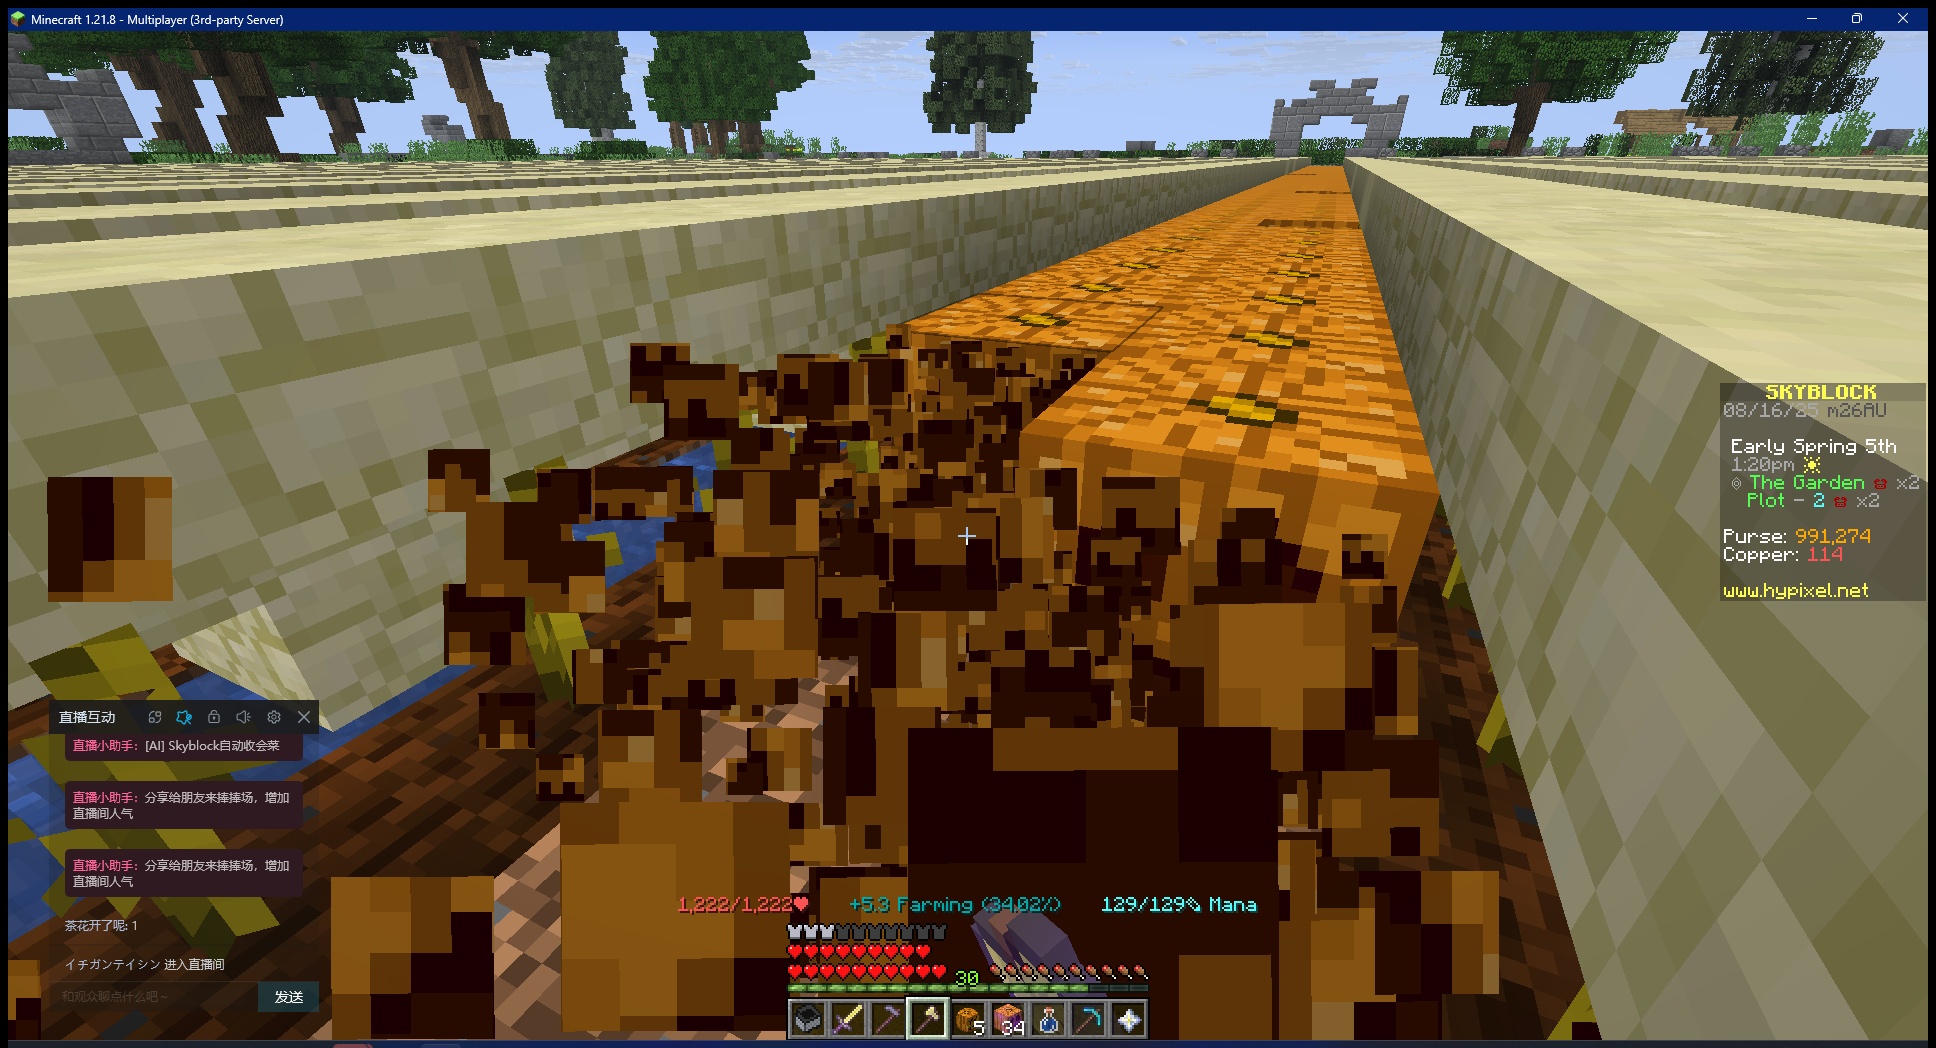 Minecraft 1.21.8 - Multiplayer (3rd-party Server)
SKYBLOCK
08/16/25 m26AU
Early Spring 5th
1:20pm
The Garden x2
Plot - 2 x2
Purse: 991,274
Copper: 114
www.hypixel.net
直播互动
直播小助手: [AI] Skyblock自动收会菜
直播小助手: 分享给朋友来捧捧场，增加
直播间人气
直播小助手: 分享给朋友来捧捧场，增加
直播间人气
茶花开了呢: 1
イチガンテイシン 进入直播间
和观众聊点什么吧~
发送
1,222/1,222❤ +5.3 Farming (34.02%) 129/129✎ Mana
30
5 34